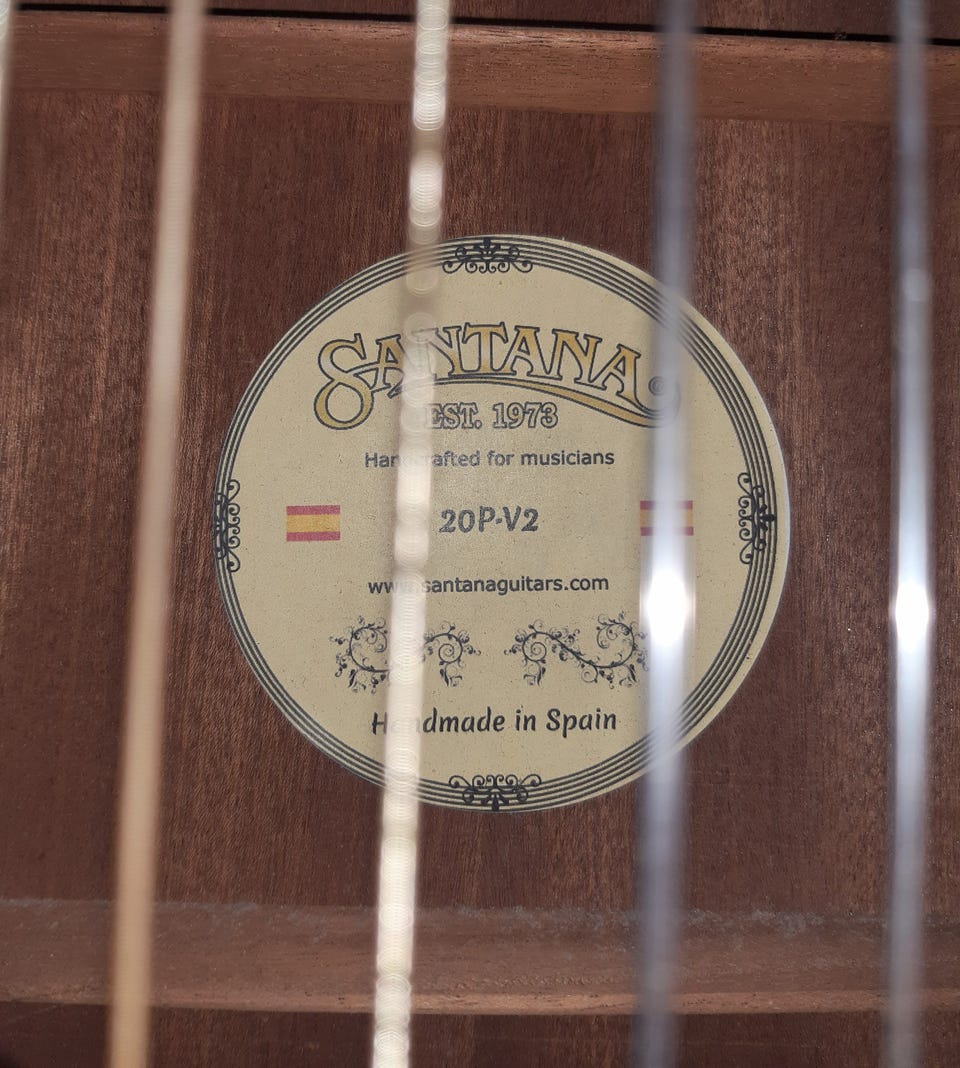 SANTANA
EST. 1973
Handcrafted for musicians
20P-V2
www.santanaguitars.com
Handmade in Spain